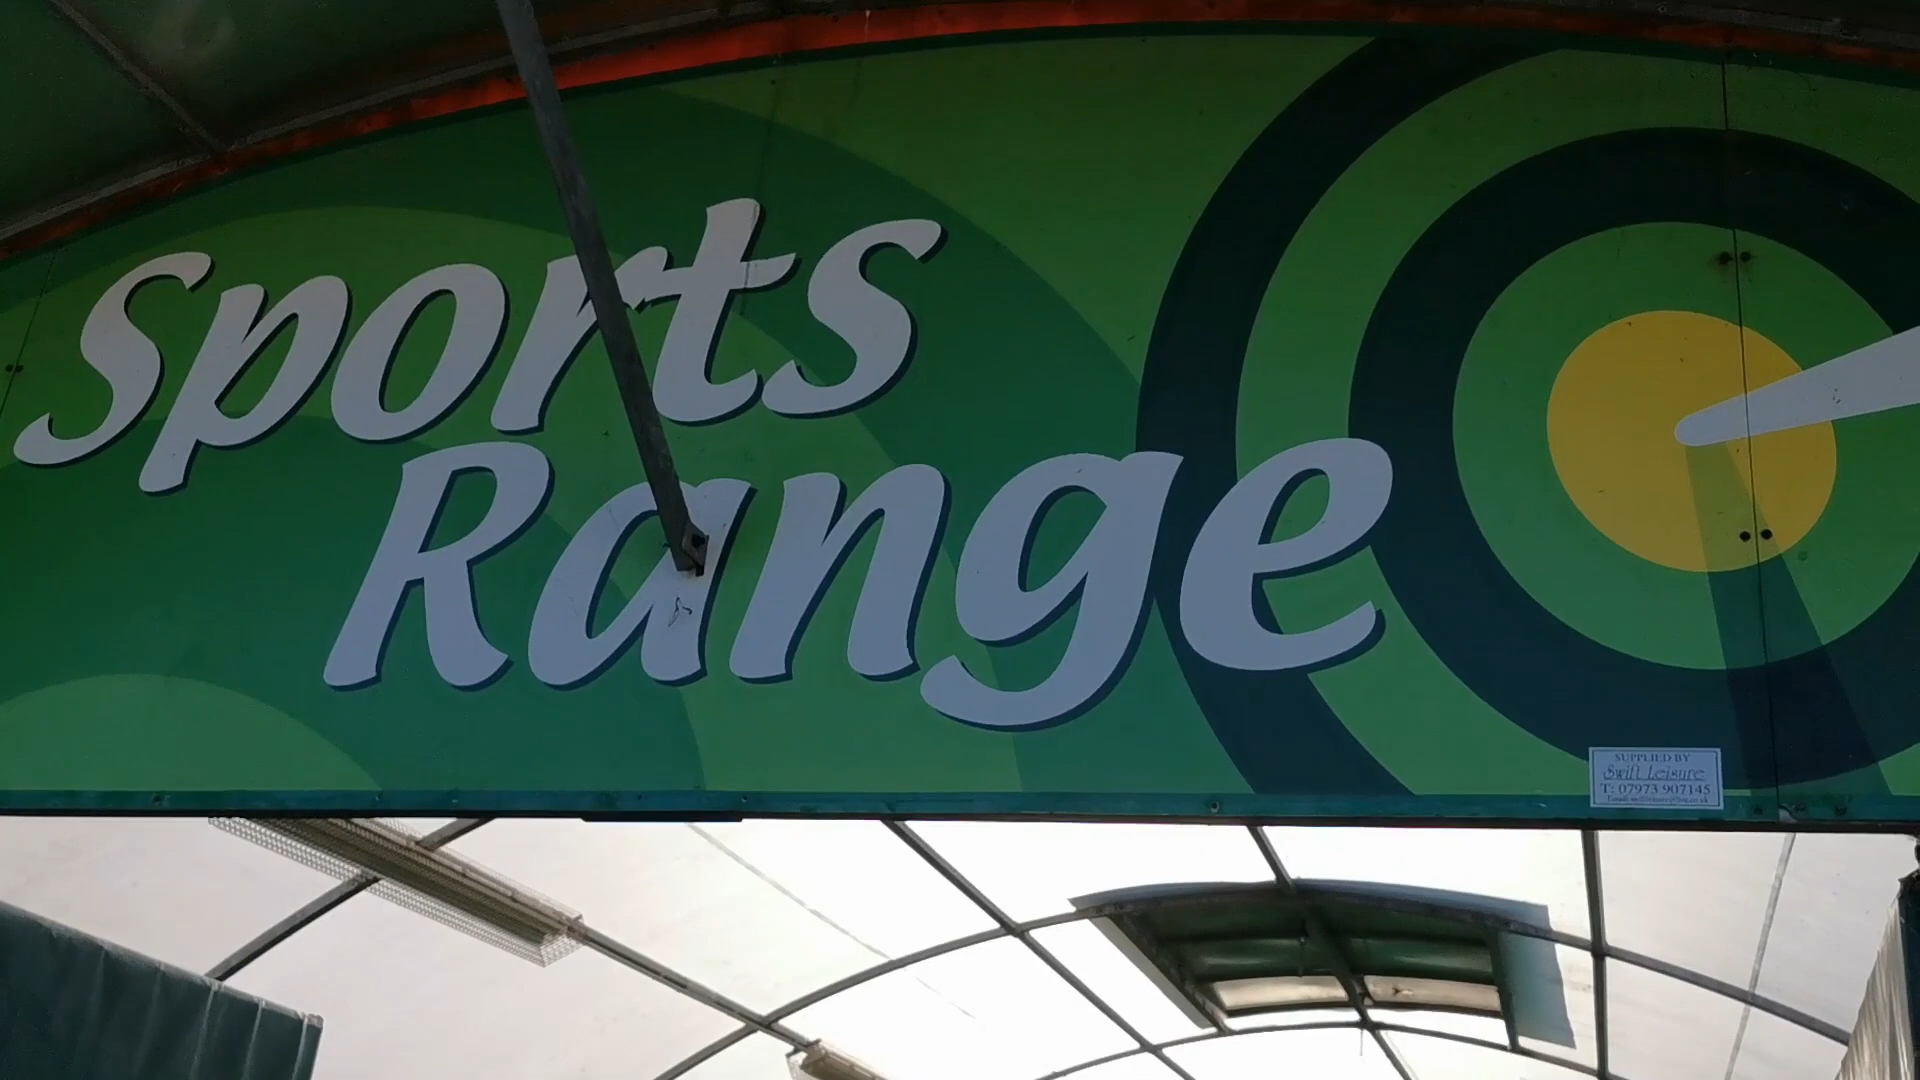 Sports
Range
SUPPLIED BY
Swift Leisure
T: 07973 907145